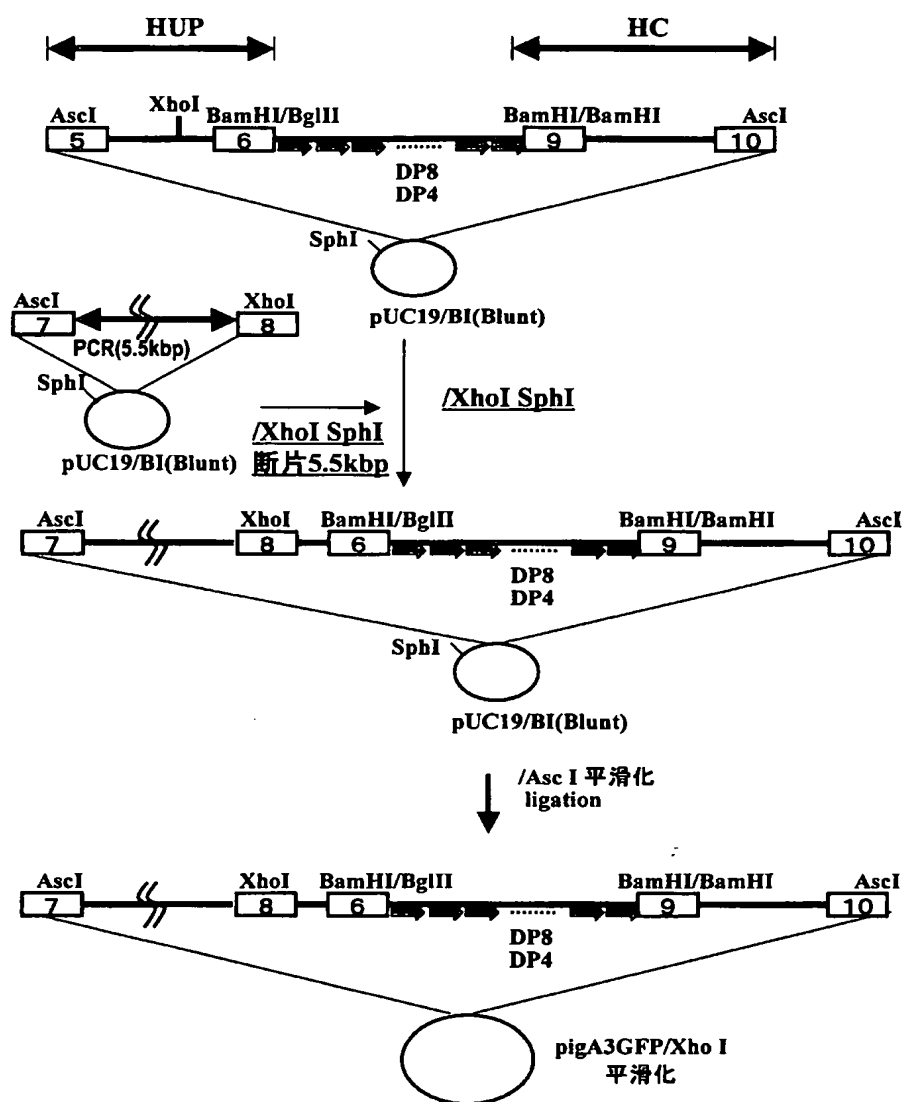 HUP HC
AscI XhoI BamHI/BglII BamHI/BamHI AscI
5 6 9 10
DP8
DP4
SphI
pUC19/BI(Blunt)
AscI XhoI
7 8
PCR(5.5kbp)
SphI
pUC19/BI(Blunt)
/XhoI SphI
断片5.5kbp
/XhoI SphI
AscI XhoI BamHI/BglII BamHI/BamHI AscI
7 8 6 9 10
DP8
DP4
SphI
pUC19/BI(Blunt)
/Asc I 平滑化
ligation
AscI XhoI BamHI/BglII BamHI/BamHI AscI
7 8 6 9 10
DP8
DP4
pigA3GFP/Xho I
平滑化